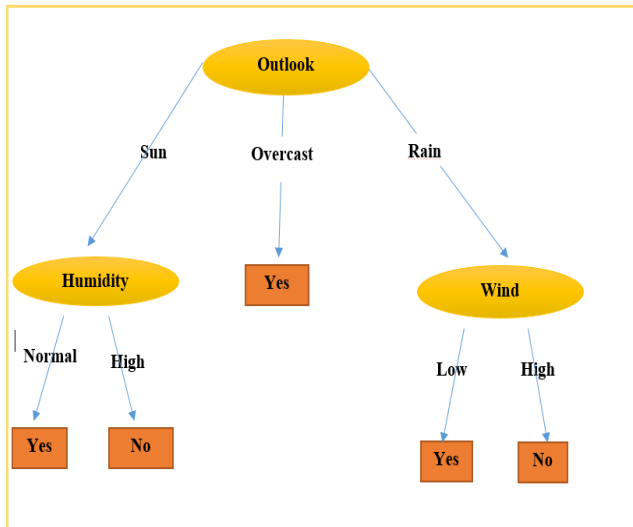 Outlook
Sun
Overcast
Rain
Humidity
Yes
Wind
Normal
High
Low
High
Yes
No
Yes
No